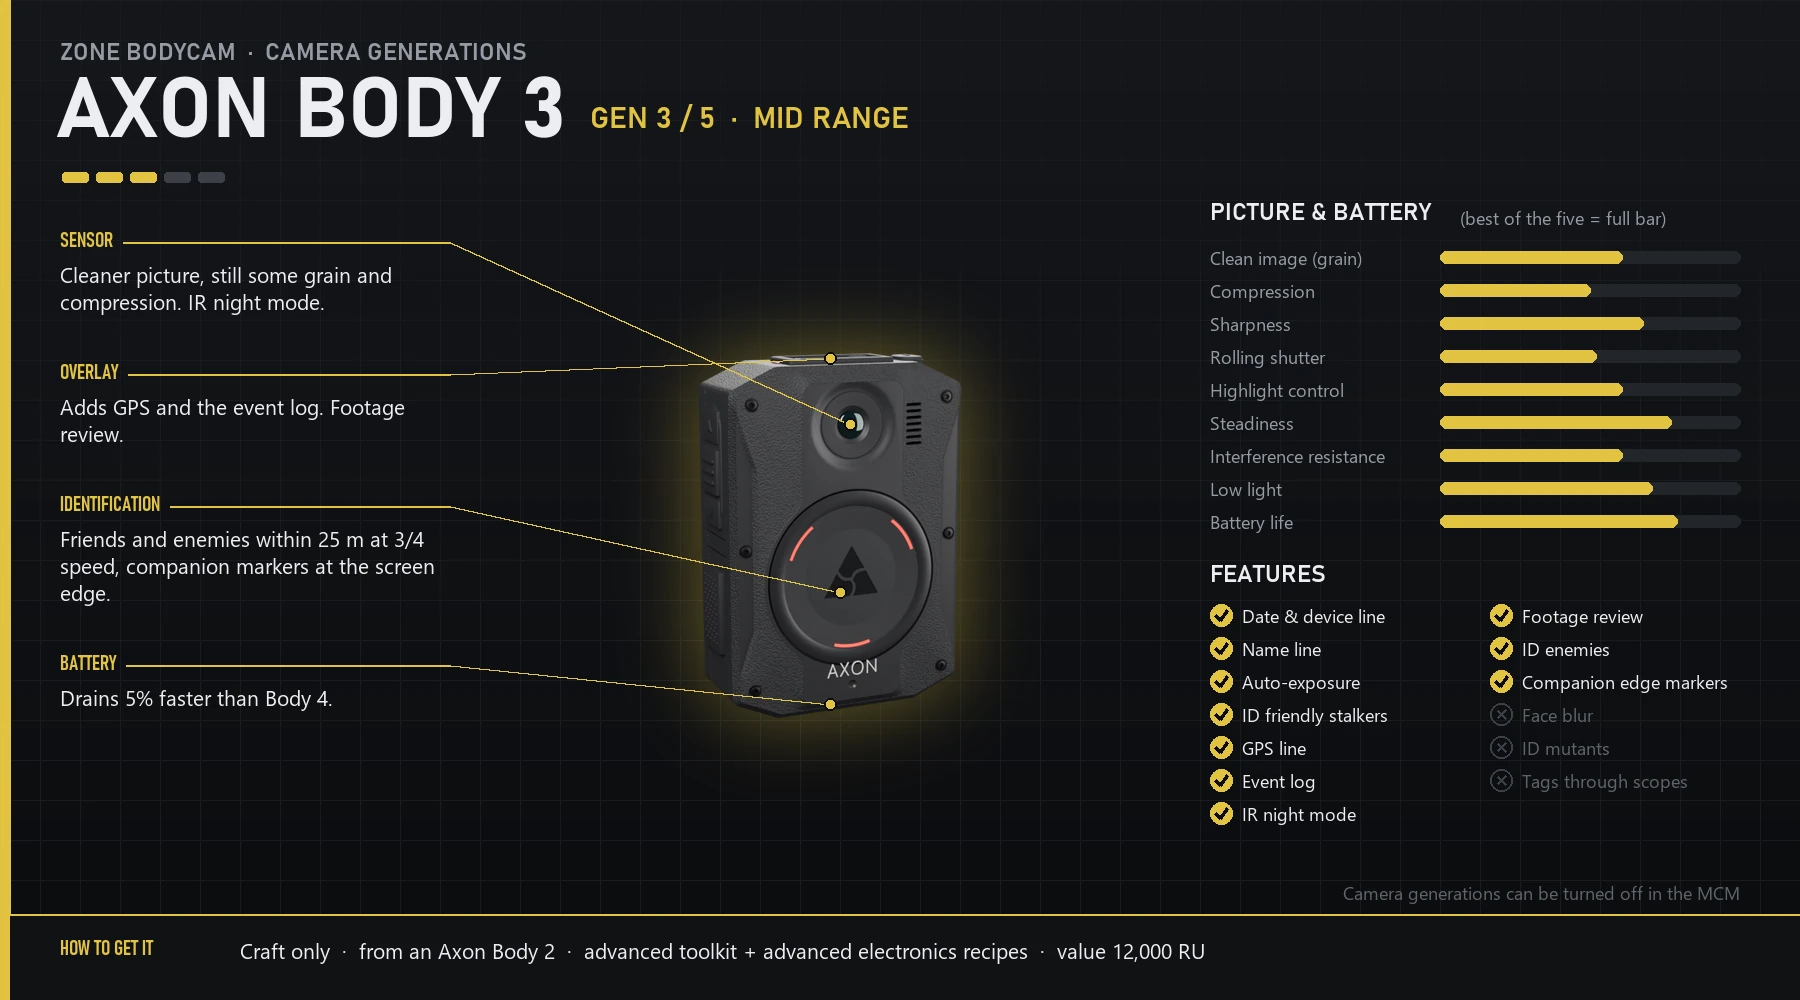 ZONE BODYCAM · CAMERA GENERATIONS
AXON BODY 3 GEN 3 / 5 · MID RANGE
SENSOR
Cleaner picture, still some grain and
compression. IR night mode.
OVERLAY
Adds GPS and the event log. Footage
review.
IDENTIFICATION
Friends and enemies within 25 m at 3/4
speed, companion markers at the screen
edge.
BATTERY
Drains 5% faster than Body 4.
AXON
PICTURE & BATTERY (best of the five = full bar)
Clean image (grain)
Compression
Sharpness
Rolling shutter
Highlight control
Steadiness
Interference resistance
Low light
Battery life
FEATURES
Date & device line
Name line
Auto-exposure
ID friendly stalkers
GPS line
Event log
IR night mode
Footage review
ID enemies
Companion edge markers
Face blur
ID mutants
Tags through scopes
Camera generations can be turned off in the MCM
HOW TO GET IT Craft only · from an Axon Body 2 · advanced toolkit + advanced electronics recipes · value 12,000 RU